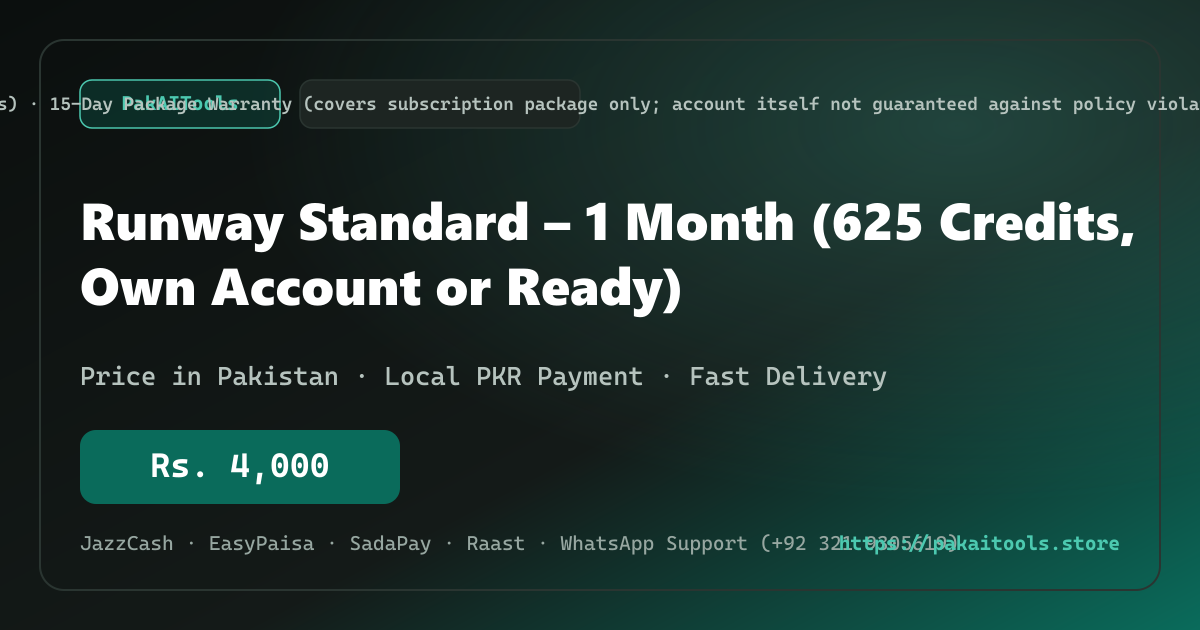 PakAITools
s) · 15-Day Package Warranty (covers subscription package only; account itself not guaranteed against policy viola
Runway Standard – 1 Month (625 Credits,
Own Account or Ready)
Price in Pakistan · Local PKR Payment · Fast Delivery
Rs. 4,000
JazzCash · EasyPaisa · SadaPay · Raast · WhatsApp Support (+92 321
https://pakaitools.store